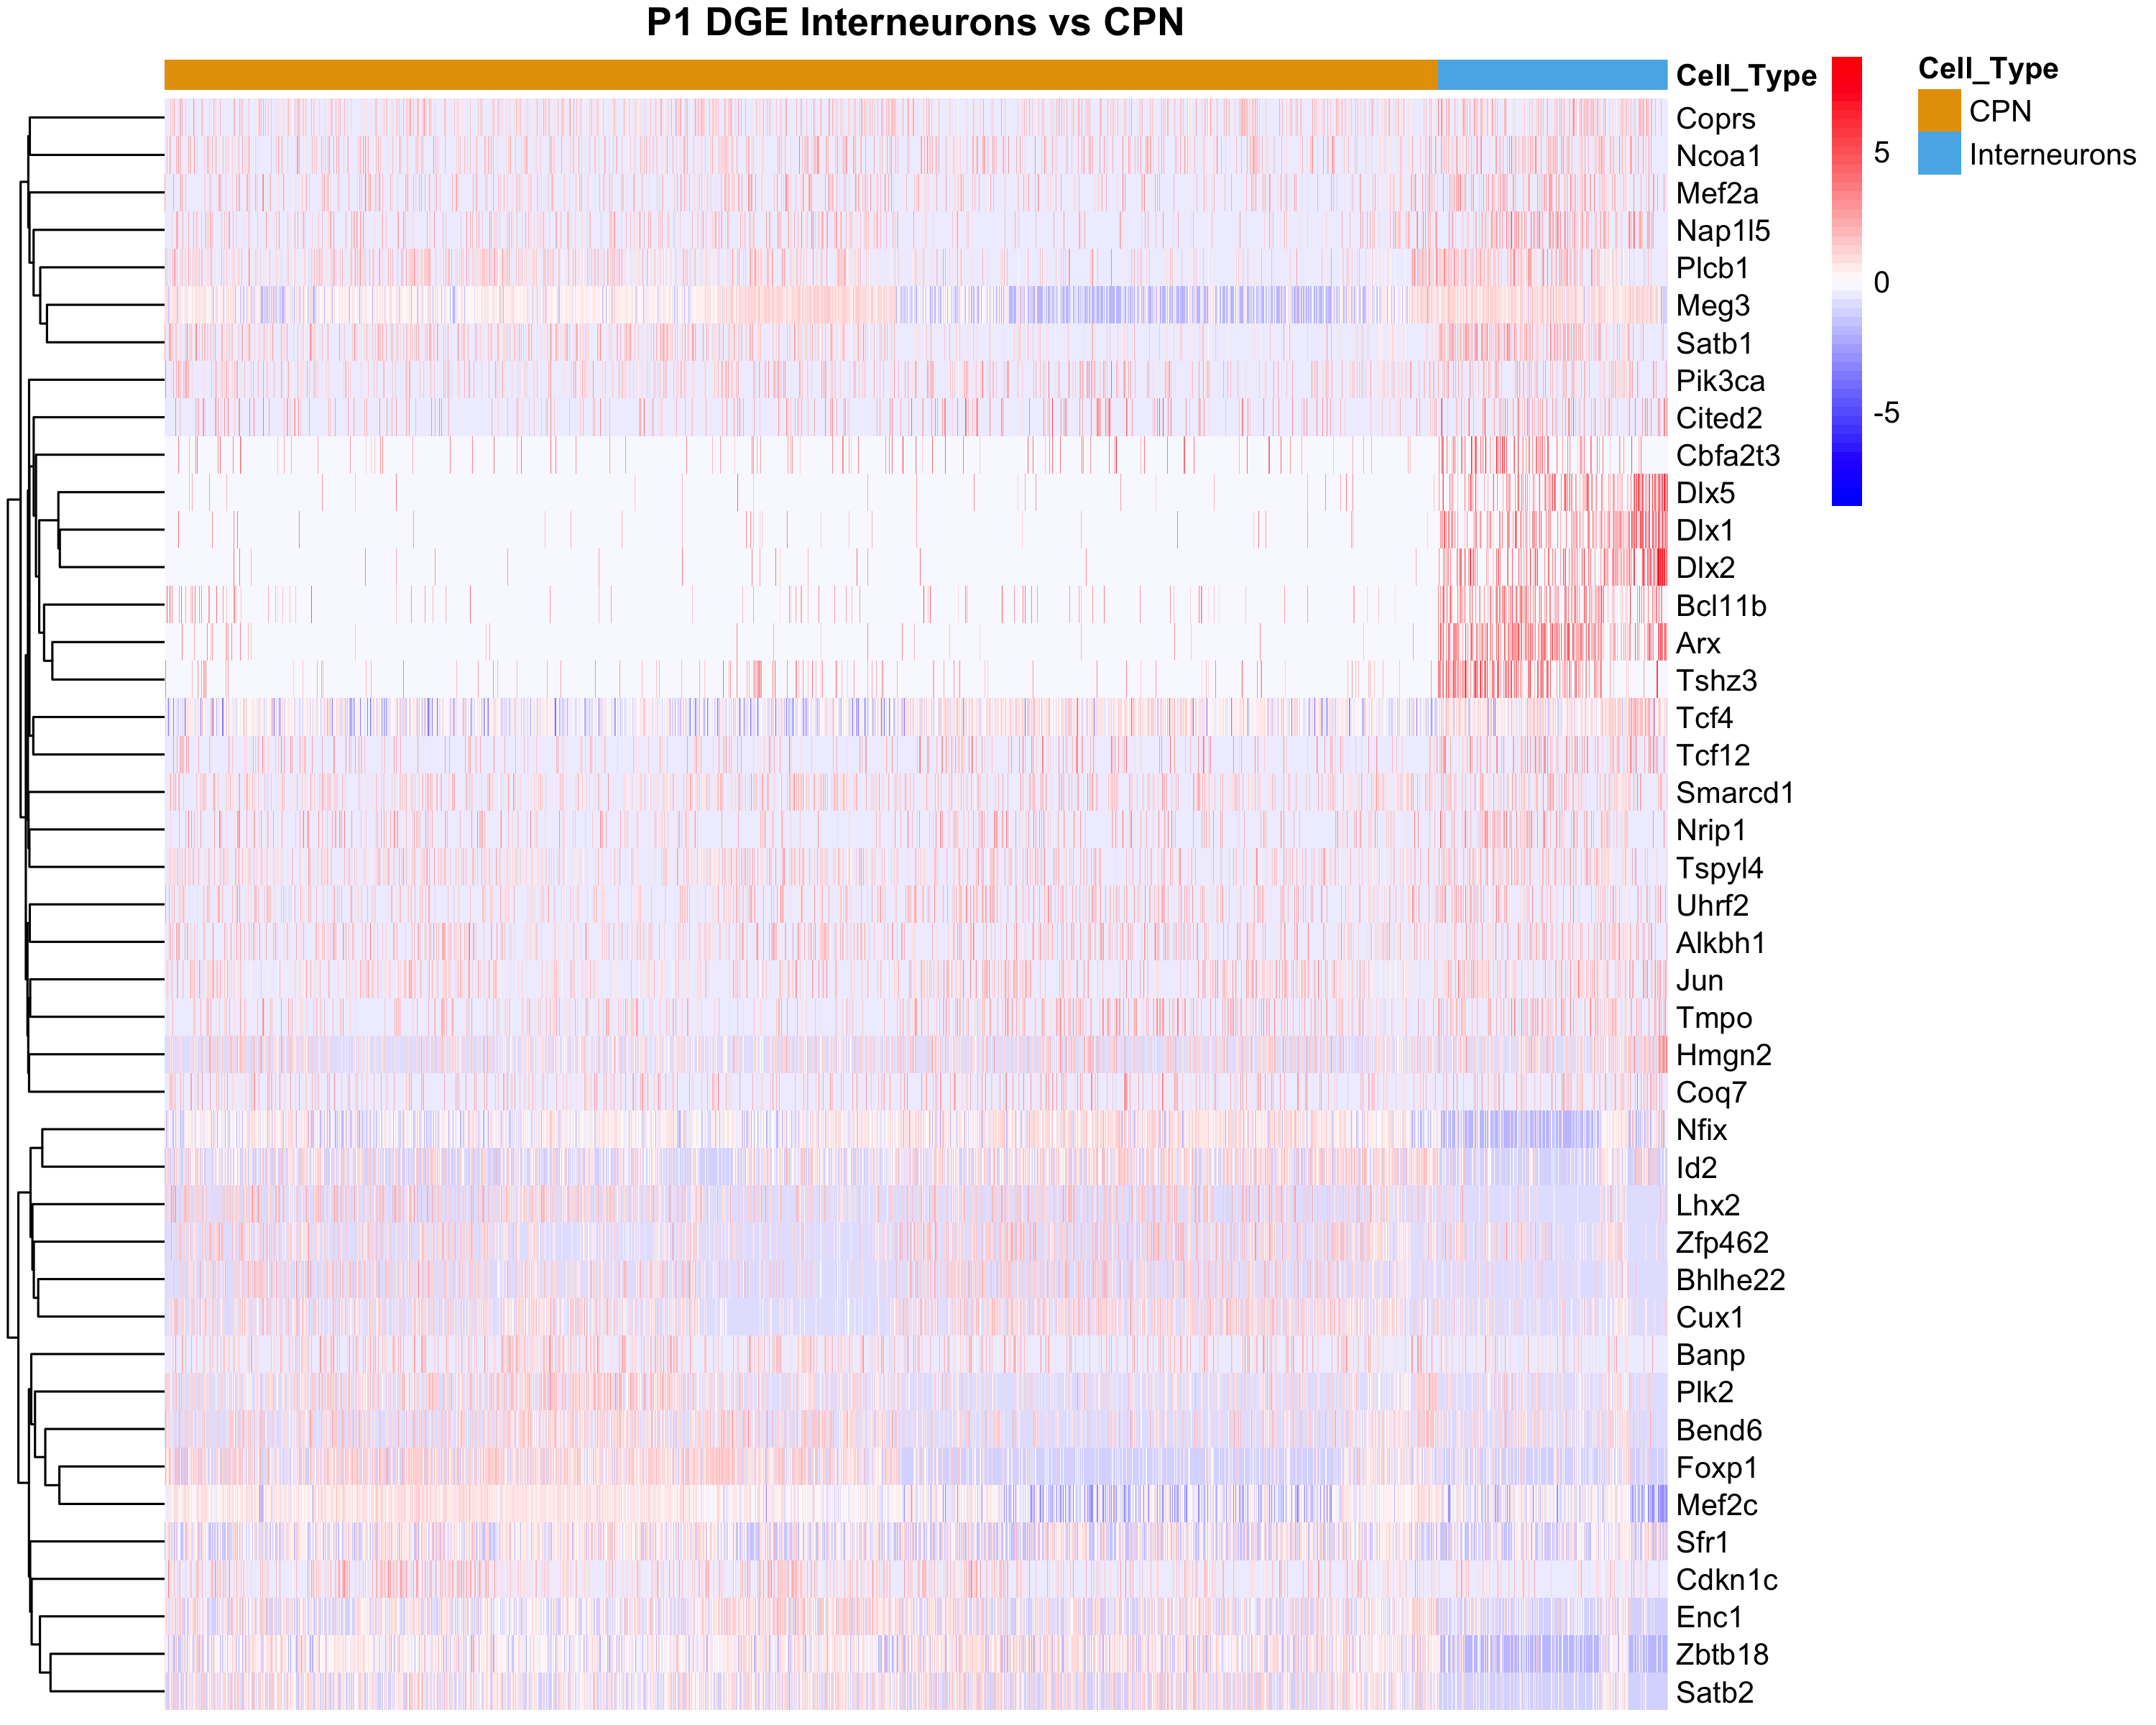 P1 DGE Interneurons vs CPN
Cell_Type
Coprs
Ncoa1
Mef2a
Nap1l5
Plcb1
Meg3
Satb1
Pik3ca
Cited2
Cbfa2t3
Dlx5
Dlx1
Dlx2
Bcl11b
Arx
Tshz3
Tcf4
Tcf12
Smarcd1
Nrip1
Tspyl4
Uhrf2
Alkbh1
Jun
Tmpo
Hmgn2
Coq7
Nfix
Id2
Lhx2
Zfp462
Bhlhe22
Cux1
Banp
Plk2
Bend6
Foxp1
Mef2c
Sfr1
Cdkn1c
Enc1
Zbtb18
Satb2
5
0
-5
Cell_Type
CPN
Interneurons